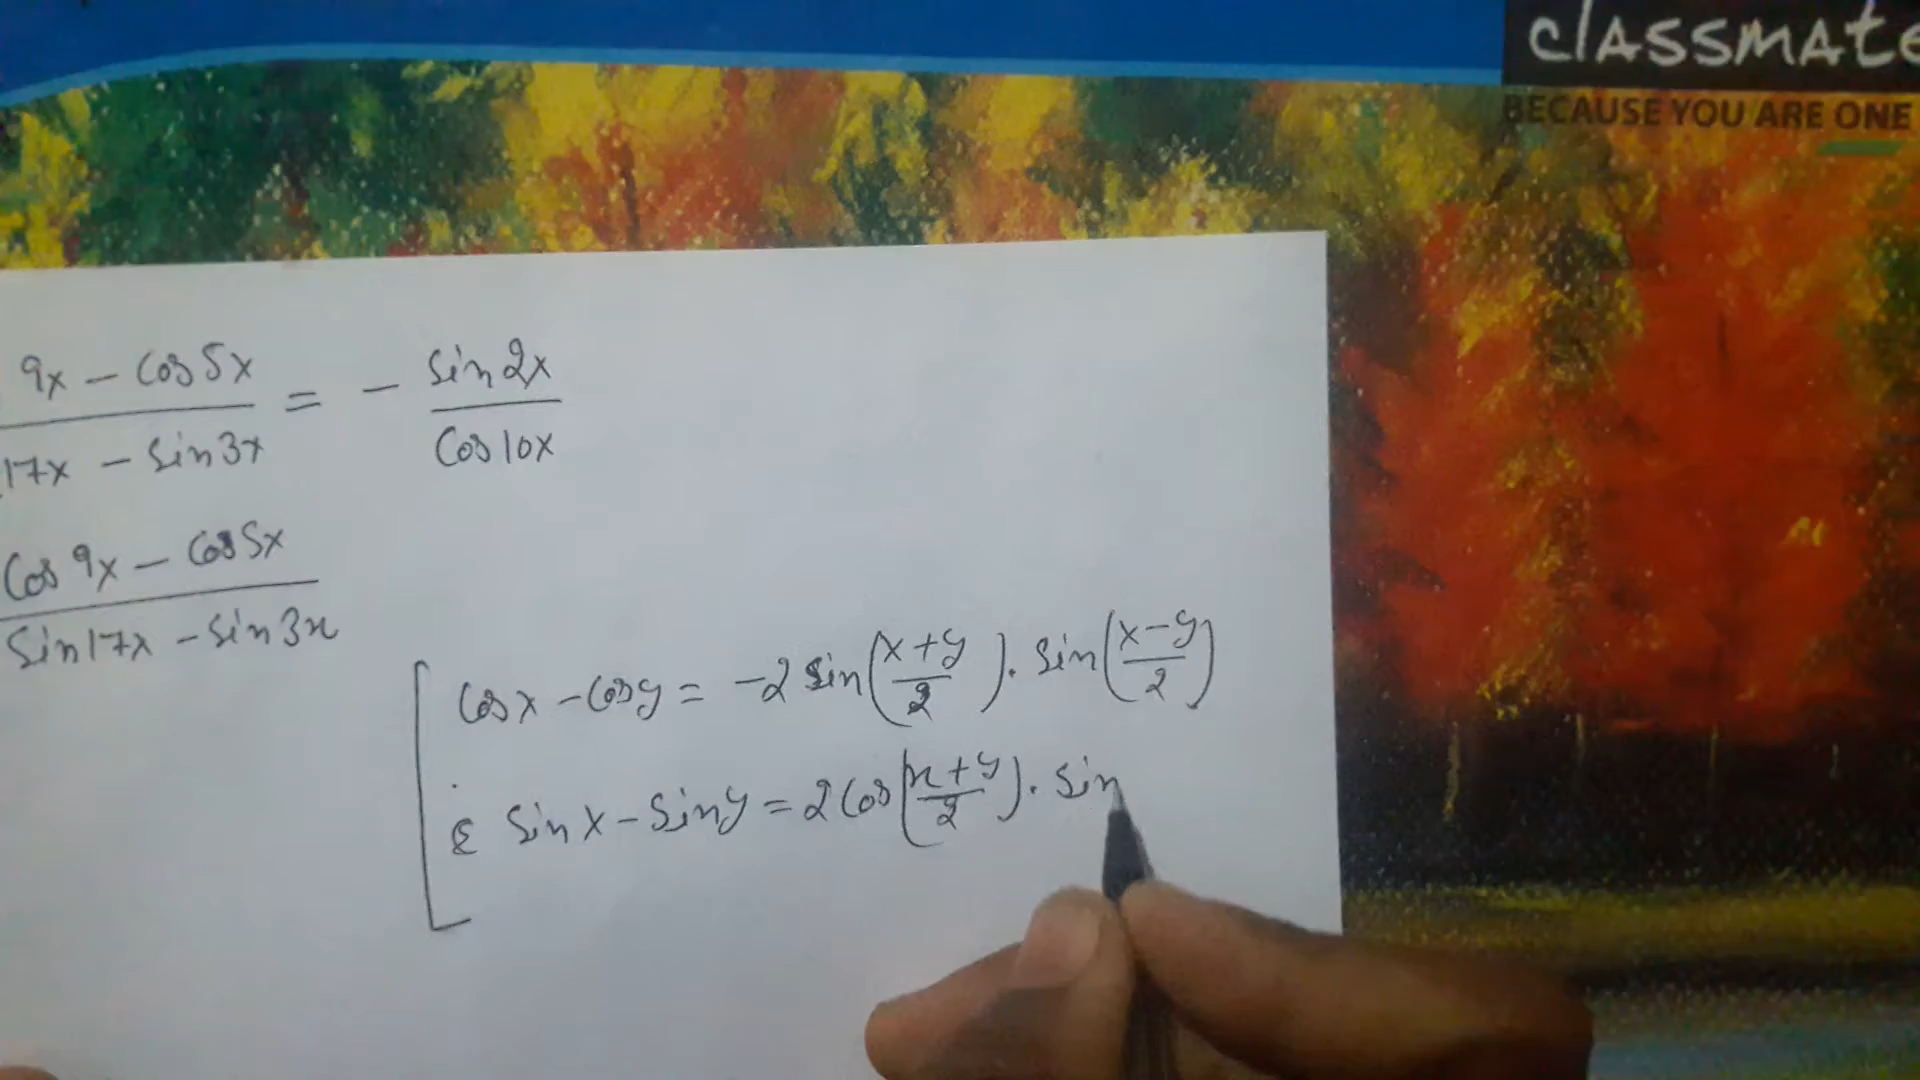 classmate
BECAUSE YOU ARE ONE
9x - cos 5x / 17x - sin 3x = - sin 2x / cos 10x
cos 9x - cos 5x / sin 17x - sin 3x
cos x - cos y = -2 sin(x+y / 2) . sin(x-y / 2)
& sin x - sin y = 2 cos(x+y / 2) . sin